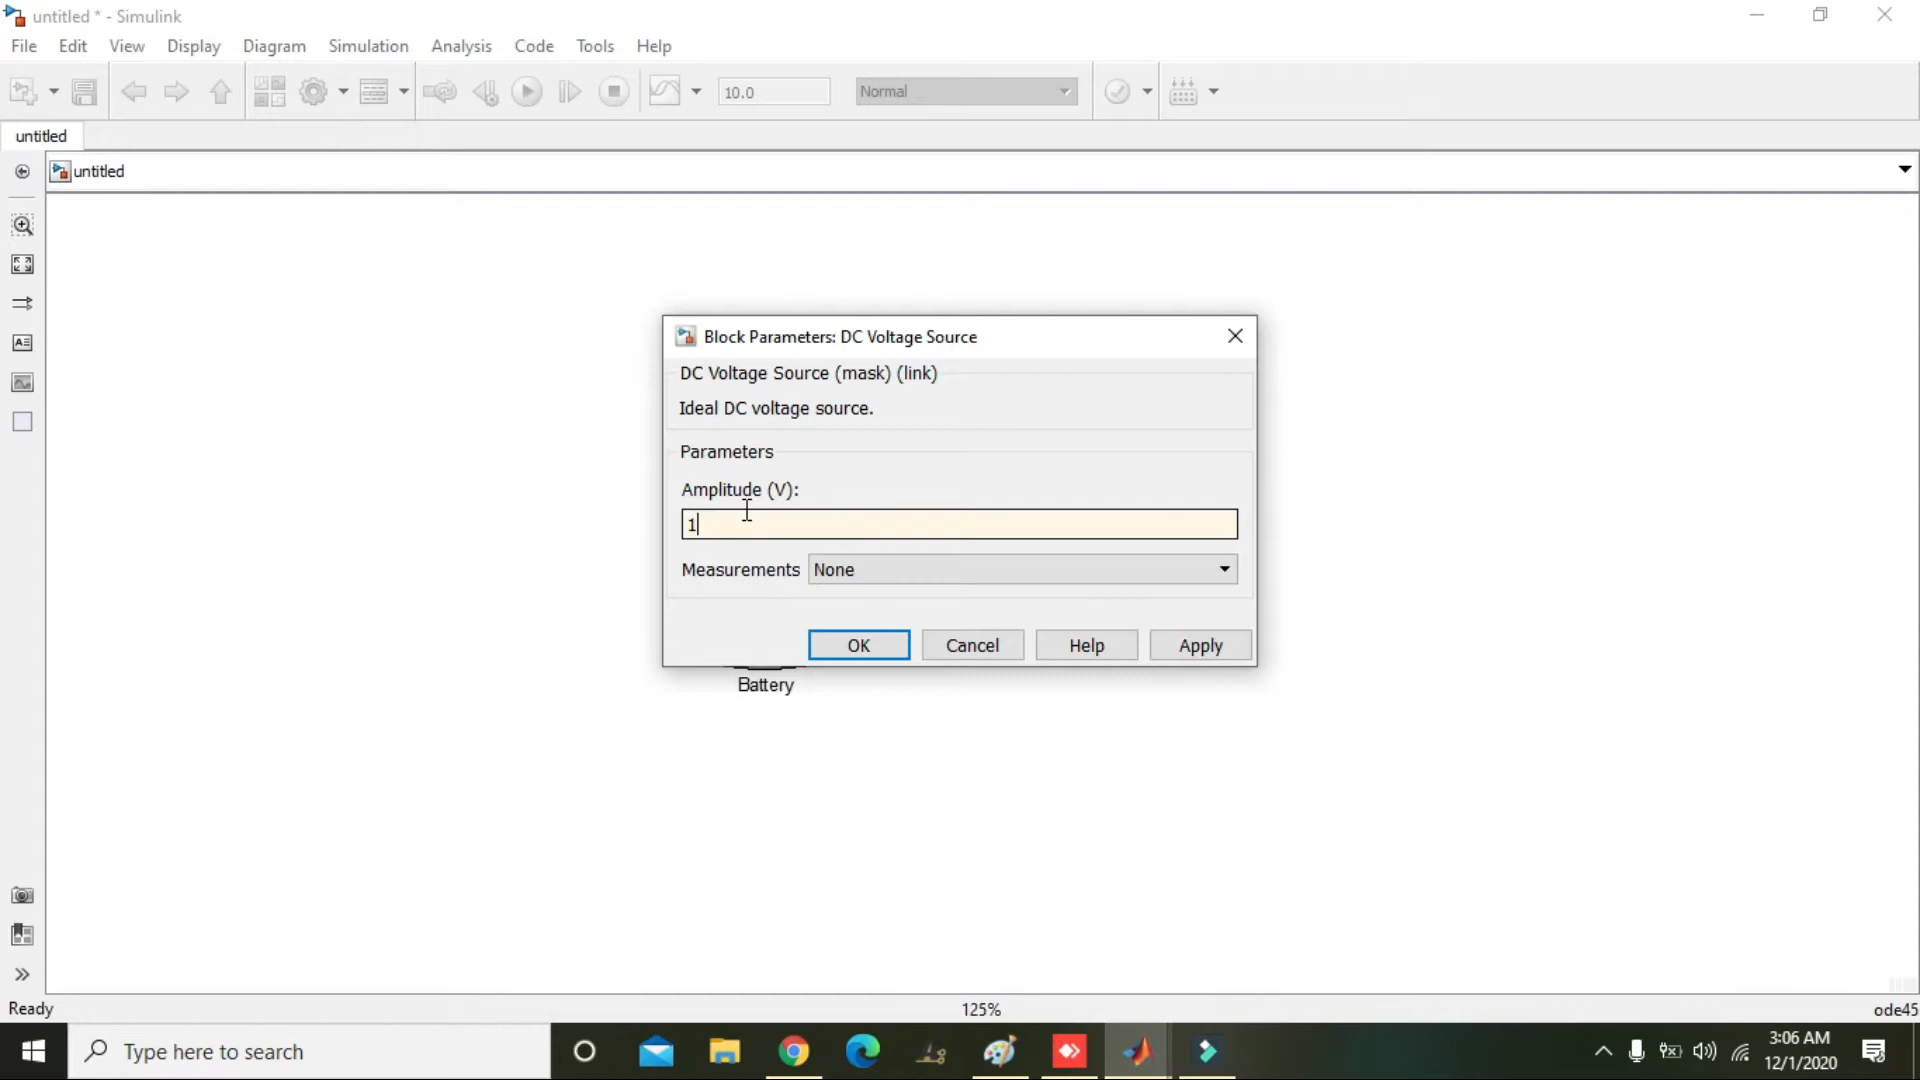 untitled * - Simulink
File Edit View Display Diagram Simulation Analysis Code Tools Help
10.0 Normal
untitled
untitled
Block Parameters: DC Voltage Source
DC Voltage Source (mask) (link)
Ideal DC voltage source.
Parameters
Amplitude (V):
1
Measurements None
OK Cancel Help Apply
Battery
Ready 125% ode45
Type here to search
3:06 AM
12/1/2020